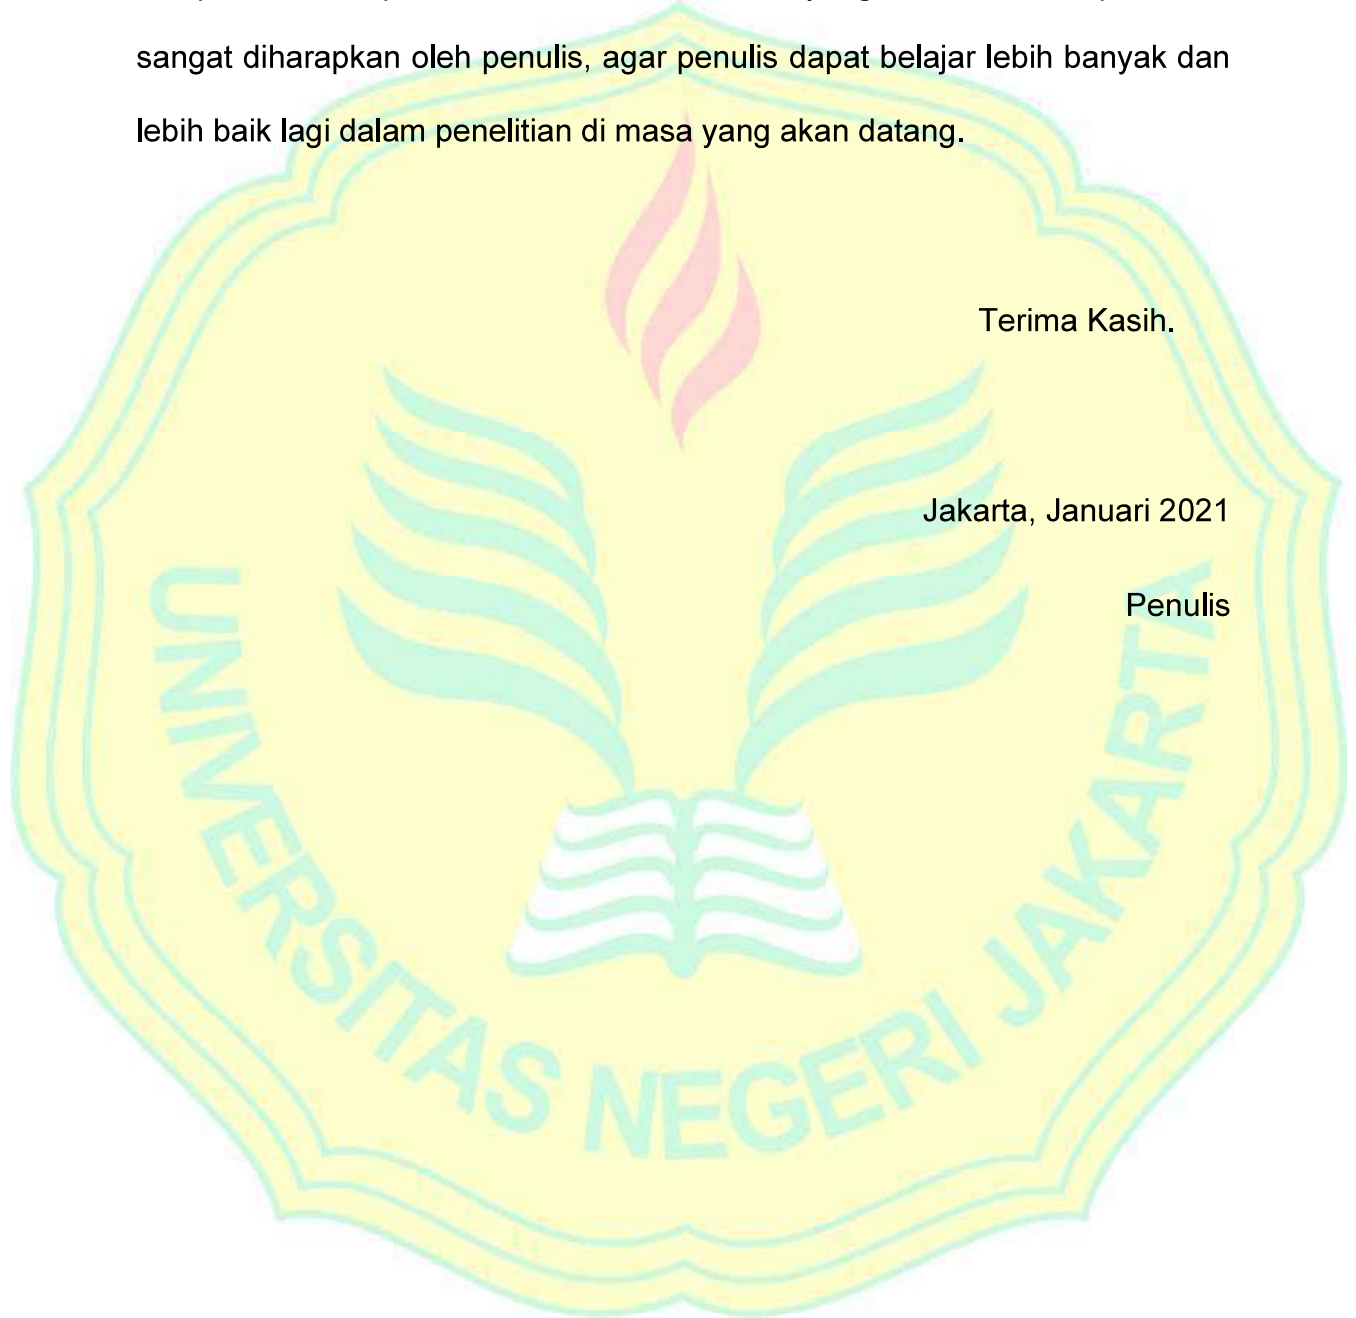 sangat diharapkan oleh penulis, agar penulis dapat belajar lebih banyak dan
lebih baik lagi dalam penelitian di masa yang akan datang.
Terima Kasih.
Jakarta, Januari 2021
Penulis
UNIVERSITAS NEGERI JAKARTA